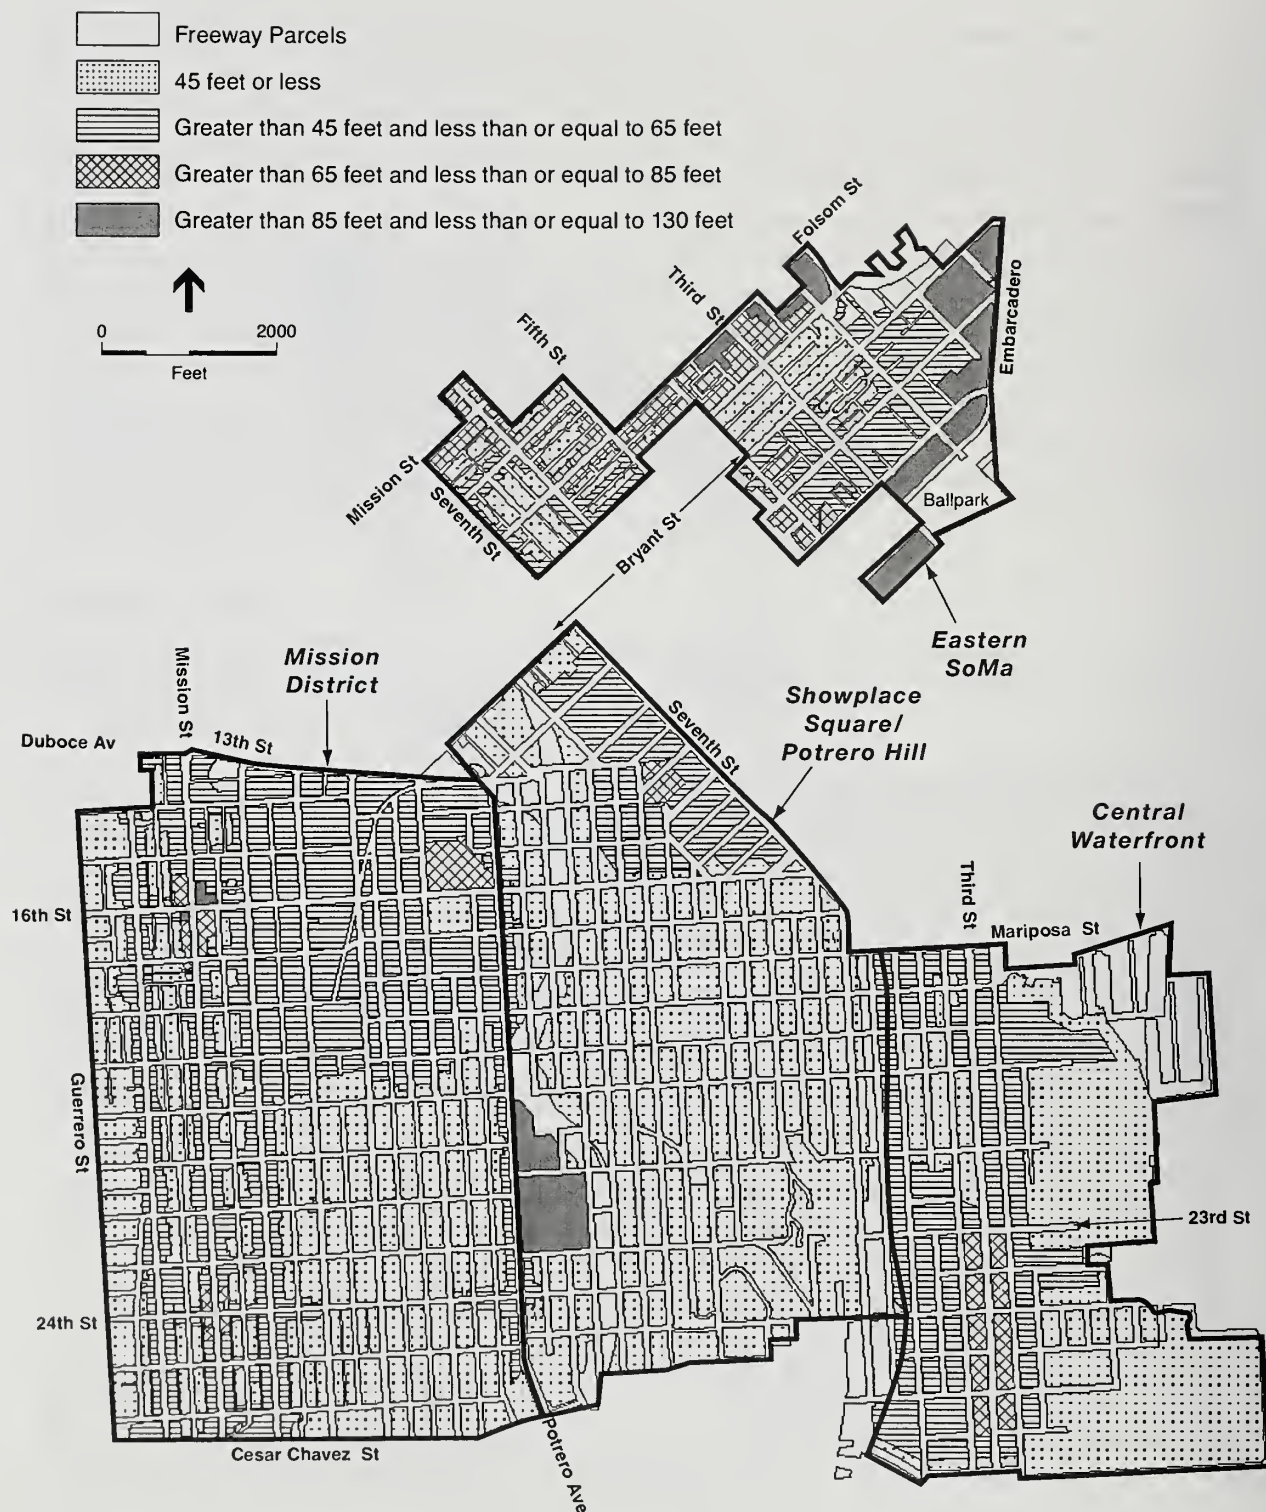 Freeway Parcels
45 feet or less
Greater than 45 feet and less than or equal to 65 feet
Greater than 65 feet and less than or equal to 85 feet
Greater than 85 feet and less than or equal to 130 feet
0 2000
Feet
Folsom St
Third St
Fifth St
Embarcadero
Mission St
Seventh St
Bryant St
Ballpark
Eastern
SoMa
Mission St
Mission
District
Duboce Av
13th St
Seventh St
Showplace
Square/
Potrero Hill
Central
Waterfront
Third St
16th St
Mariposa St
Guerrero St
23rd St
24th St
Cesar Chavez St
Potrero Ave